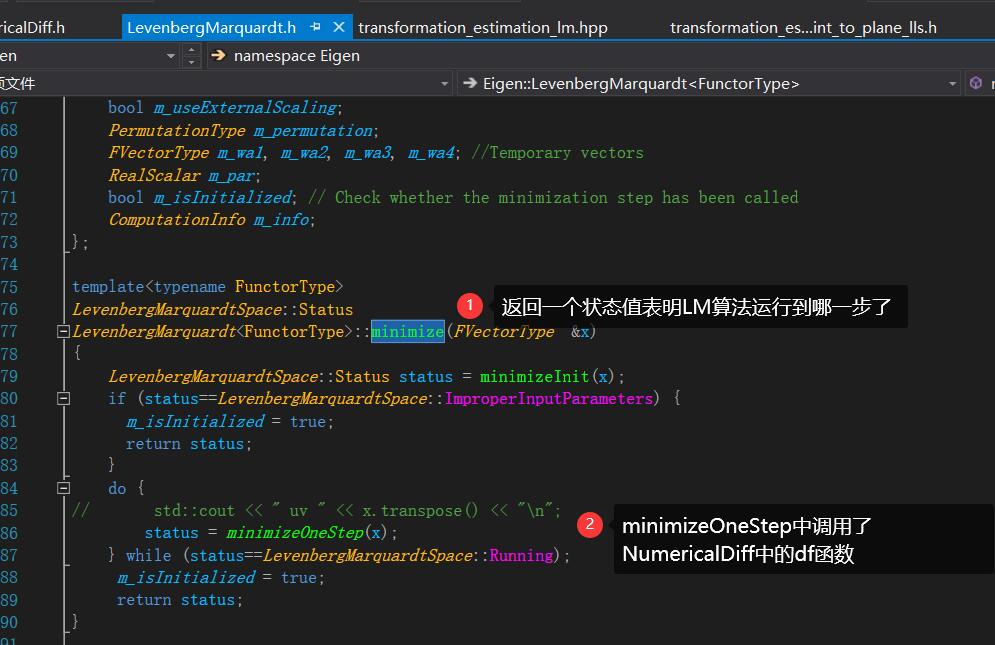 ricalDiff.h LevenbergMarquardt.h transformation_estimation_lm.hpp transformation_es...int_to_plane_lls.h
en namespace Eigen
文件 Eigen::LevenbergMarquardt<FunctorType>
67 bool m_useExternalScaling;
68 PermutationType m_permutation;
69 FVectorType m_wa1, m_wa2, m_wa3, m_wa4; //Temporary vectors
70 RealScalar m_par;
71 bool m_isInitialized; // Check whether the minimization step has been called
72 ComputationInfo m_info;
73 };
74
75 template<typename FunctorType>
76 LevenbergMarquardtSpace::Status
1 返回一个状态值表明LM算法运行到哪一步了
77 LevenbergMarquardt<FunctorType>::minimize(FVectorType &x)
78 {
79 LevenbergMarquardtSpace::Status status = minimizeInit(x);
80 if (status==LevenbergMarquardtSpace::ImproperInputParameters) {
81 m_isInitialized = true;
82 return status;
83 }
84 do {
85 // std::cout << " uv " << x.transpose() << "\n";
86 status = minimizeOneStep(x);
2 minimizeOneStep中调用了
NumericalDiff中的df函数
87 } while (status==LevenbergMarquardtSpace::Running);
88 m_isInitialized = true;
89 return status;
90 }
91